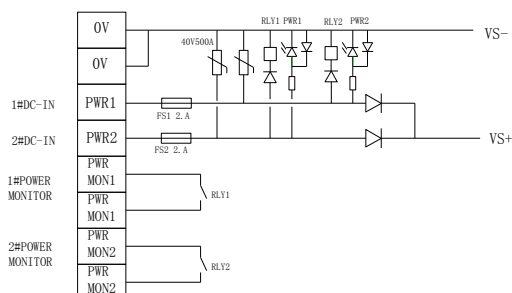 0V
0V
1#DC-IN
PWR1
2#DC-IN
PWR2
1#POWER
MONITOR
PWR
MON1
PWR
MON1
2#POWER
MONITOR
PWR
MON2
PWR
MON2
40V500A
RLY1 PWR1
RLY2 PWR2
VS-
FS1 2.A
FS2 2.A
VS+
RLY1
RLY2